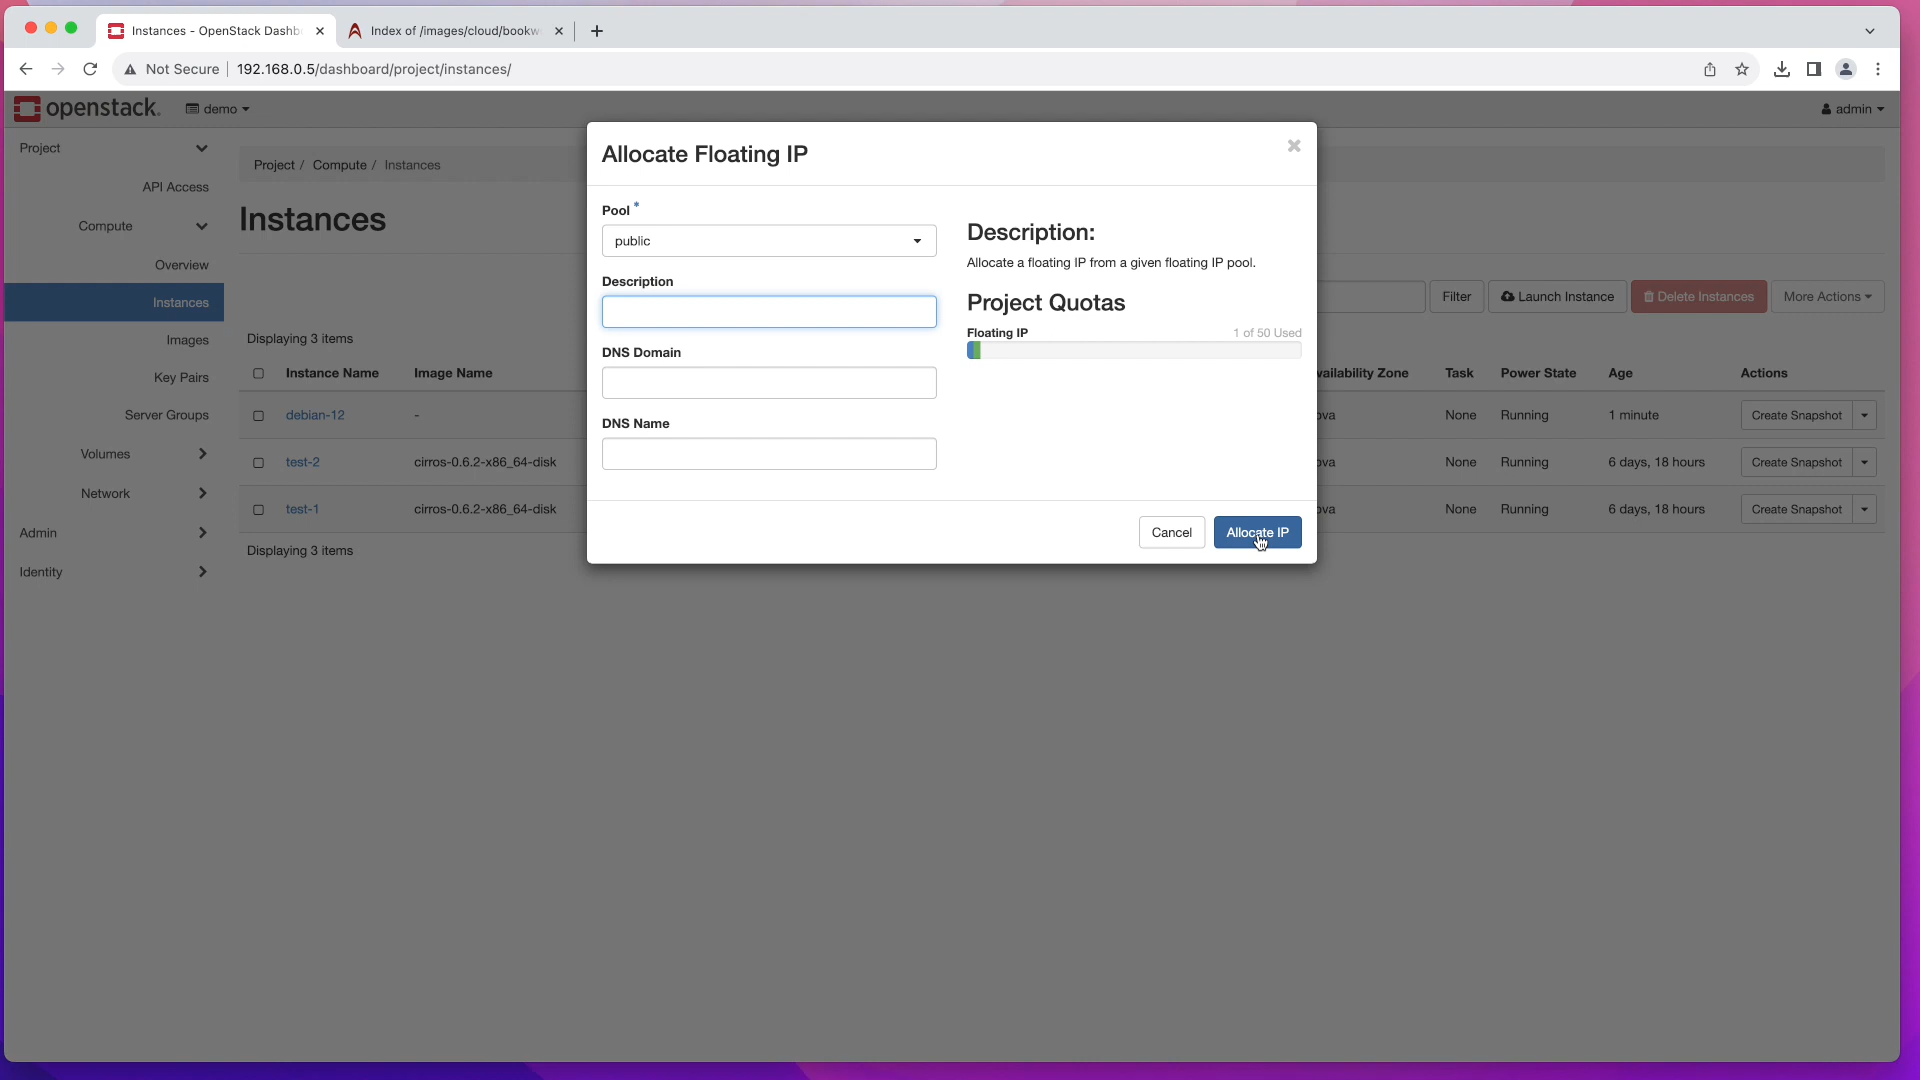 Instances - OpenStack Dashb
Index of /images/cloud/bookw
Not Secure
192.168.0.5/dashboard/project/instances/
openstack.
demo
admin
Project
API Access
Compute
Overview
Instances
Images
Key Pairs
Server Groups
Volumes
Network
Admin
Identity
Project / Compute / Instances
Instances
Filter
Launch Instance
Delete Instances
More Actions
Displaying 3 items
Instance Name Image Name vailability Zone Task Power State Age Actions
debian-12 - ova None Running 1 minute Create Snapshot
test-2 cirros-0.6.2-x86_64-disk ova None Running 6 days, 18 hours Create Snapshot
test-1 cirros-0.6.2-x86_64-disk ova None Running 6 days, 18 hours Create Snapshot
Displaying 3 items
Allocate Floating IP
Pool *
public
Description
DNS Domain
DNS Name
Description:
Allocate a floating IP from a given floating IP pool.
Project Quotas
Floating IP 1 of 50 Used
Cancel
Allocate IP